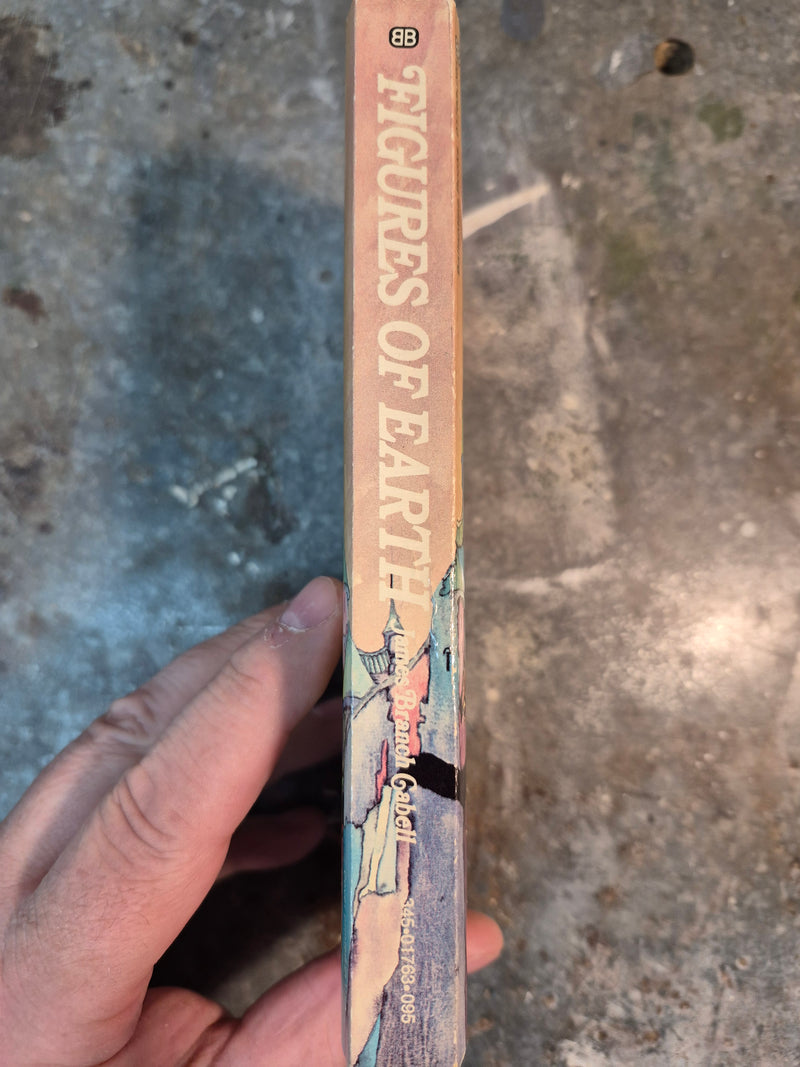 BB
FIGURES OF EARTH
James Branch Cabell
345-01763-095